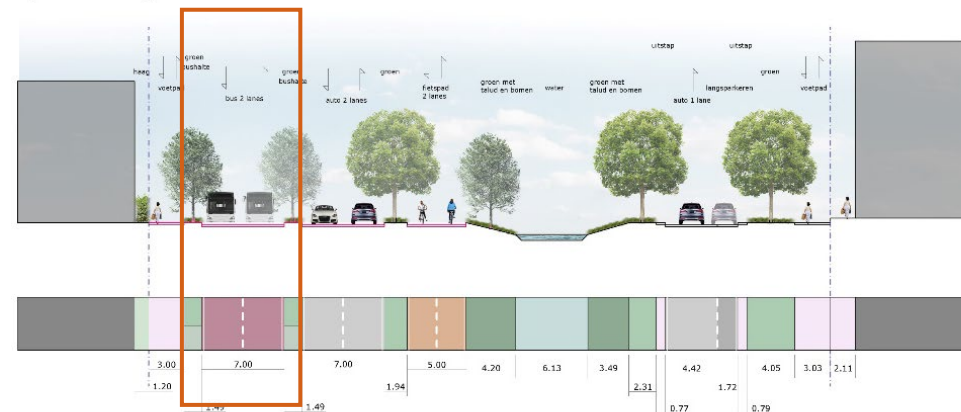 uitstap
uitstap
groen
bushalte
haag
voetpad
groen
bushalte
groen
bus 2 lanes
auto 2 lanes
fietspad
2 lanes
groen met
talud en bomen
water
groen met
talud en bomen
auto 1 lane
langsparkeren
groen
voetpad
3.00
7.00
7.00
5.00
4.20
6.13
3.49
4.42
4.05
3.03
2.11
1.20
1.94
2.31
1.72
1.49
1.49
0.77
0.79